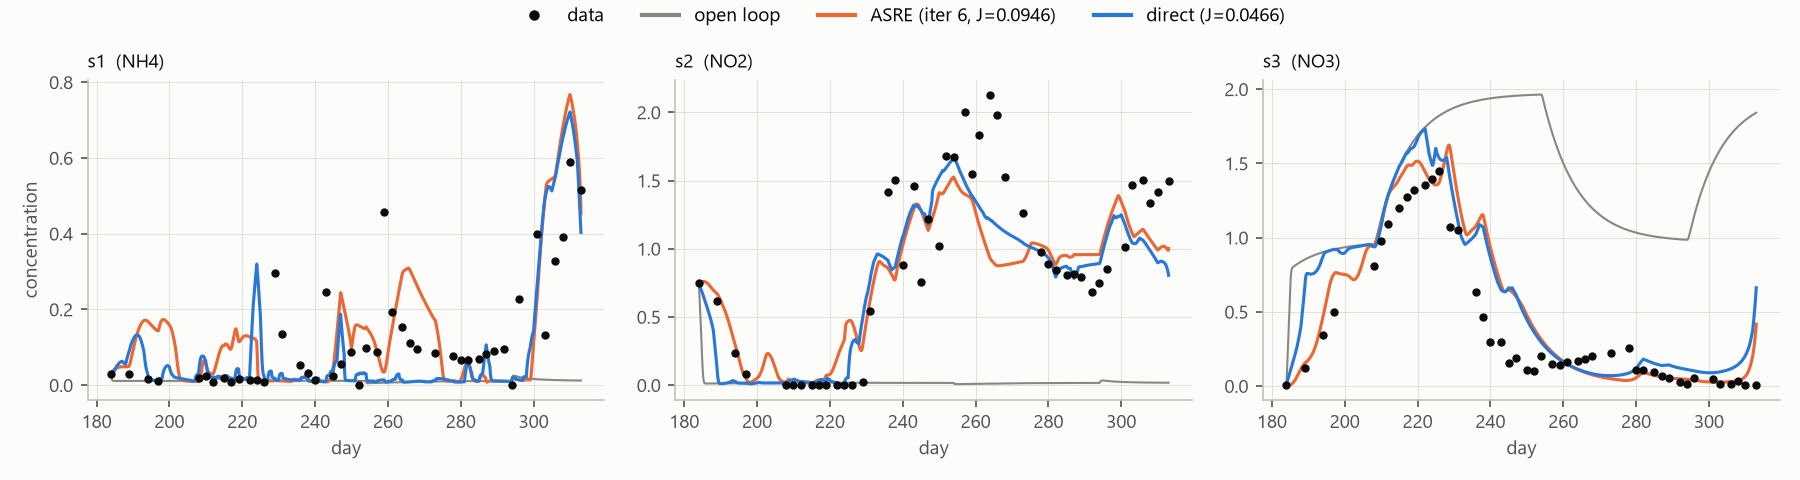 data
open loop
ASRE (iter 6, J=0.0946)
direct (J=0.0466)
s1 (NH4)
s2 (NO2)
s3 (NO3)
concentration
0.8
0.6
0.4
0.2
0.0
180 200 220 240 260 280 300
day
2.0
1.5
1.0
0.5
0.0
180 200 220 240 260 280 300
day
2.0
1.5
1.0
0.5
0.0
180 200 220 240 260 280 300
day